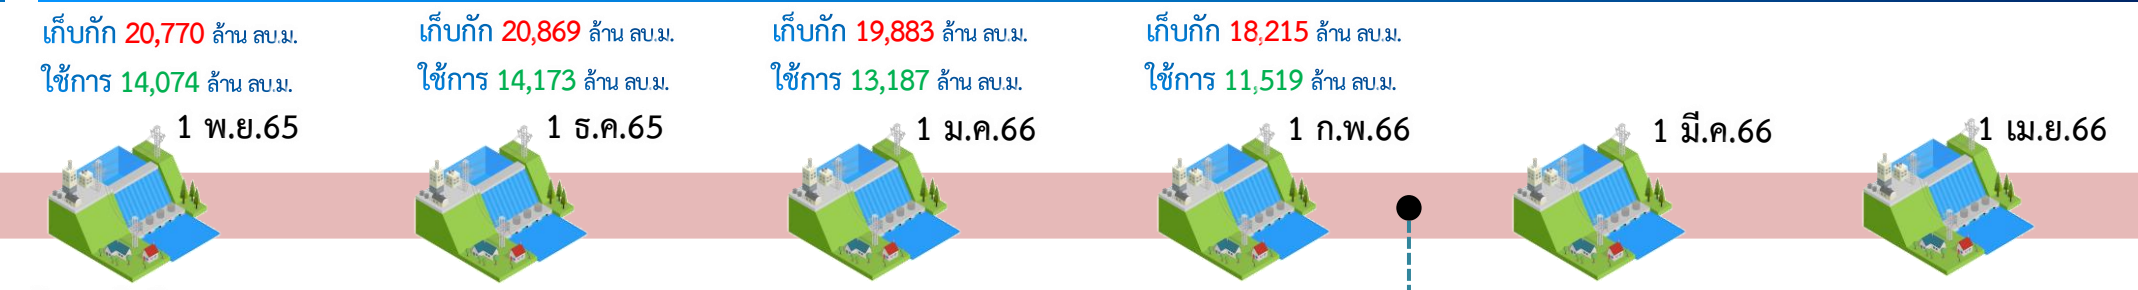 เก็บกัก 20,770 ล้าน ลบ.ม.
ใช้การ 14,074 ล้าน ลบ.ม.
1 พ.ย.65
เก็บกัก 20,869 ล้าน ลบ.ม.
ใช้การ 14,173 ล้าน ลบ.ม.
1 ธ.ค.65
เก็บกัก 19,883 ล้าน ลบ.ม.
ใช้การ 13,187 ล้าน ลบ.ม.
1 ม.ค.66
เก็บกัก 18,215 ล้าน ลบ.ม.
ใช้การ 11,519 ล้าน ลบ.ม.
1 ก.พ.66
1 มี.ค.66
1 เม.ย.66